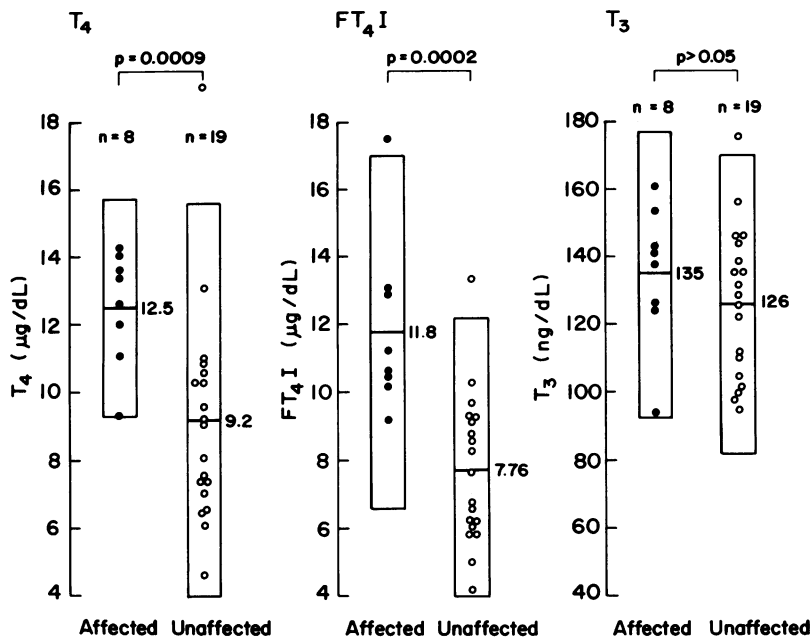 T4
FT4I
T3
p=0.0009
p=0.0002
p>0.05
n=8
n=19
n=8
n=19
18
16
14
12
10
8
6
4
T4 (μg/dL)
12.5
9.2
Affected
Unaffected
18
16
14
12
10
8
6
4
FT4I (μg/dL)
11.8
7.76
Affected
Unaffected
180
160
140
120
100
80
60
40
T3 (ng/dL)
135
126
Affected
Unaffected